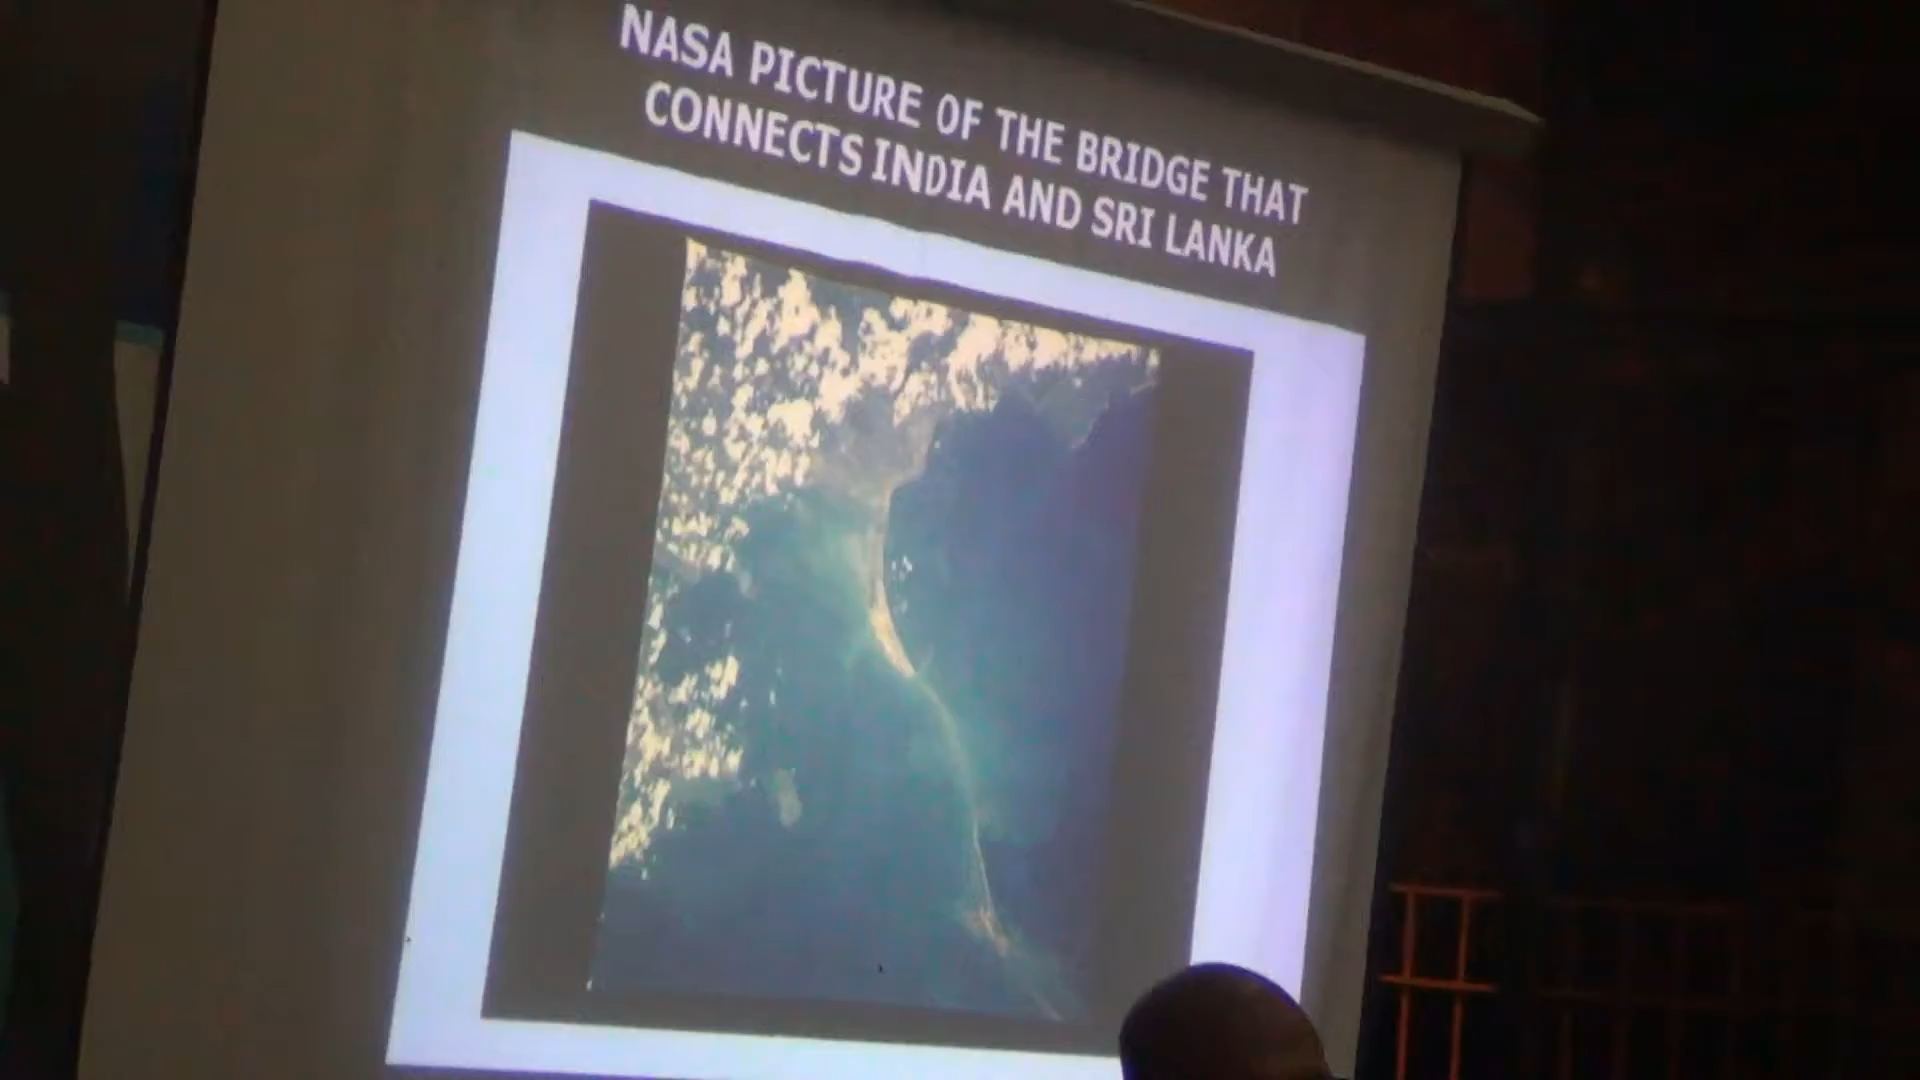 NASA PICTURE OF THE BRIDGE THAT
CONNECTS INDIA AND SRI LANKA